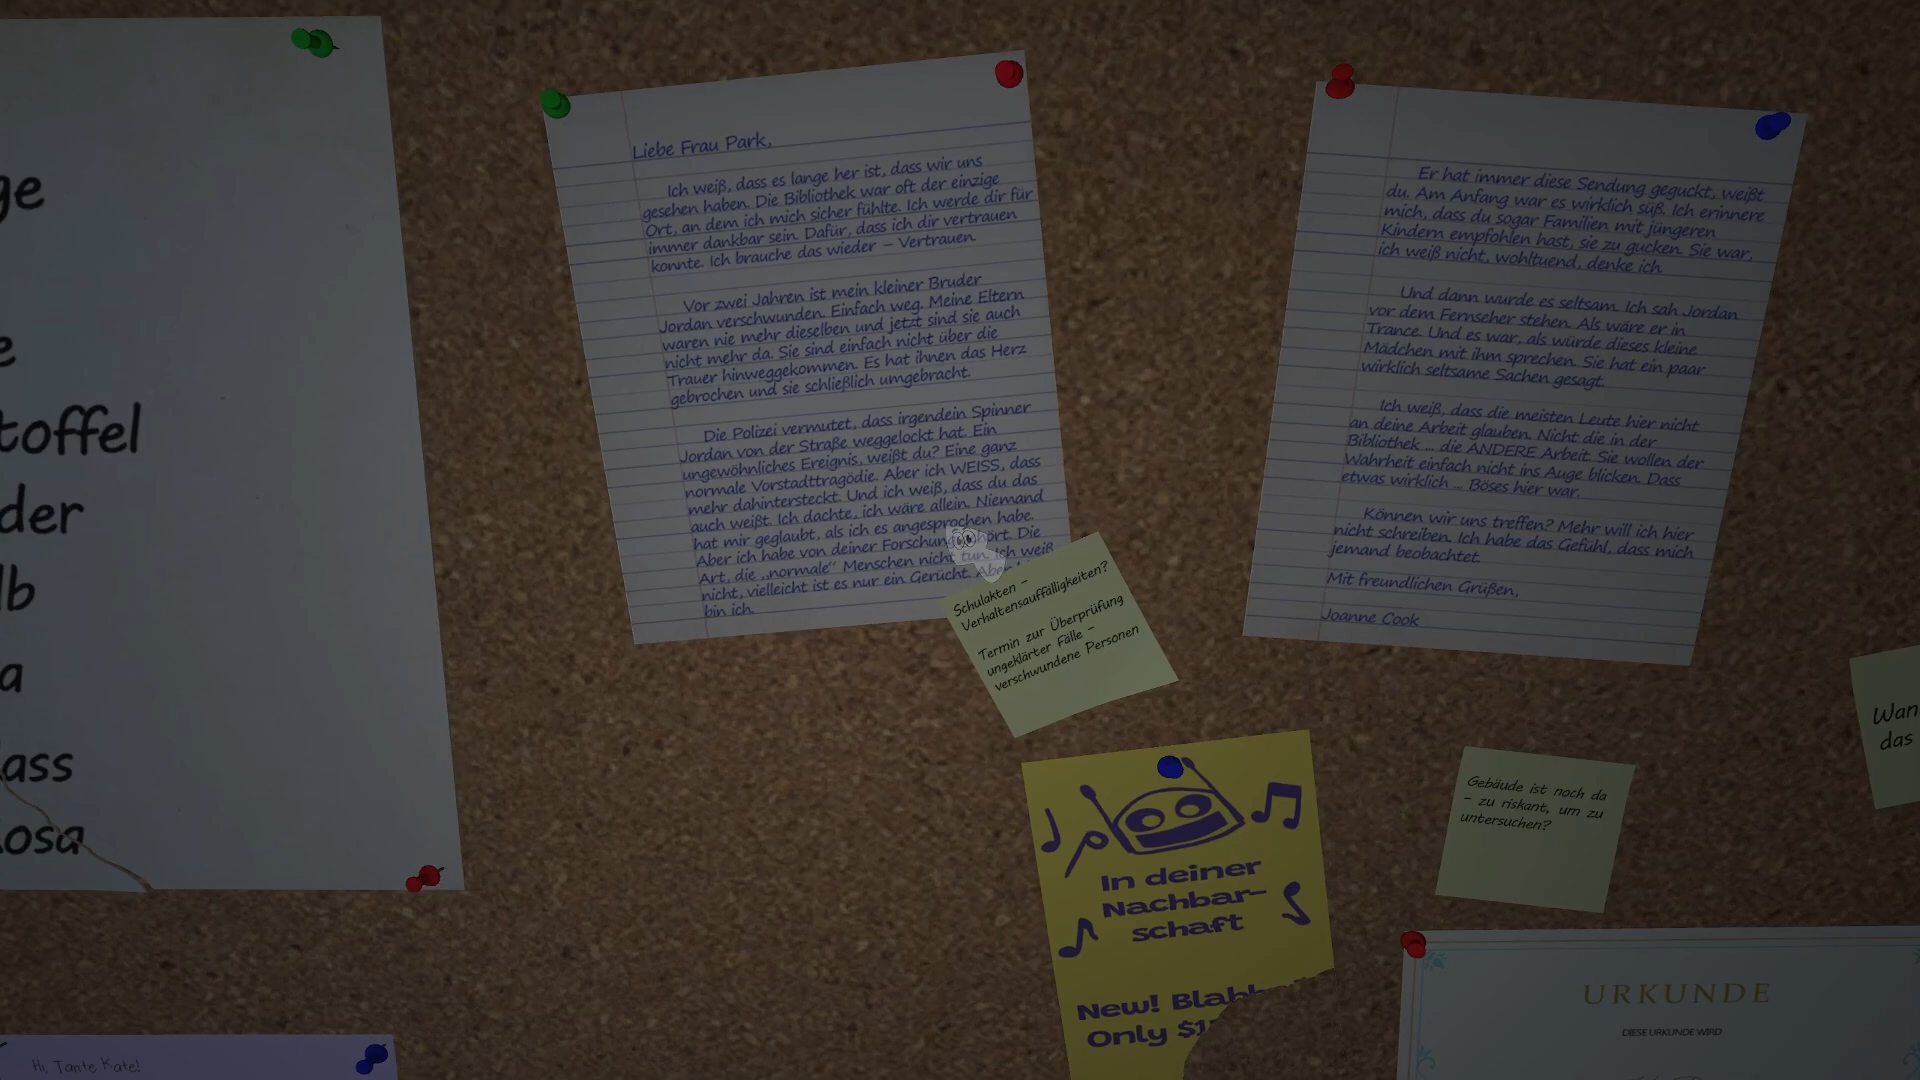 ge
e
toffel
der
lb
a
ass
osa
Hi, Tante Kate!
Liebe Frau Park,
Ich weiß, dass es lange her ist, dass wir uns
gesehen haben. Die Bibliothek war oft der einzige
Ort, an dem ich mich sicher fühlte. Ich werde dir für
immer dankbar sein. Dafür, dass ich dir vertrauen
konnte. Ich brauche das wieder – Vertrauen.
Vor zwei Jahren ist mein kleiner Bruder
Jordan verschwunden. Einfach weg. Meine Eltern
waren nie mehr dieselben und jetzt sind sie auch
nicht mehr da. Sie sind einfach nicht über die
Trauer hinweggekommen. Es hat ihnen das Herz
gebrochen und sie schließlich umgebracht.
Die Polizei vermutet, dass irgendein Spinner
Jordan von der Straße weggelockt hat. Ein
ungewöhnliches Ereignis, weißt du? Eine ganz
normale Vorstadttragödie. Aber ich WEISS, dass
mehr dahintersteckt. Und ich weiß, dass du das
auch weißt. Ich dachte, ich wäre allein. Niemand
hat mir geglaubt, als ich es angesprochen habe.
Aber ich habe von deiner Forschung gehört. Die
Art, die „normale“ Menschen nicht tun. Ich weiß
nicht, vielleicht ist es nur ein Gerücht.
bin ich.
Schulakten –
Verhaltensauffälligkeiten?
Termin zur Überprüfung
ungeklärter Fälle –
verschwundene Personen
Er hat immer diese Sendung geguckt, weißt
du. Am Anfang war es wirklich süß. Ich erinnere
mich, dass du sogar Familien mit jüngeren
Kindern empfohlen hast, sie zu gucken. Sie war,
ich weiß nicht, wohltuend, denke ich.
Und dann wurde es seltsam. Ich sah Jordan
vor dem Fernseher stehen. Als wäre er in
Trance. Und es war, als würde dieses kleine
Mädchen mit ihm sprechen. Sie hat ein paar
wirklich seltsame Sachen gesagt.
Ich weiß, dass die meisten Leute hier nicht
an deine Arbeit glauben. Nicht die in der
Bibliothek ... die ANDERE Arbeit. Sie wollen der
Wahrheit einfach nicht ins Auge blicken. Dass
etwas wirklich ... Böses hier war.
Können wir uns treffen? Mehr will ich hier
nicht schreiben. Ich habe das Gefühl, dass mich
jemand beobachtet.
Mit freundlichen Grüßen,
Joanne Cook
In deiner
Nachbar-
schaft
New! Blabb
Only $1
Gebäude ist noch da
– zu riskant, um zu
untersuchen?
Wan
das
URKUNDE
DIESE URKUNDE WIRD